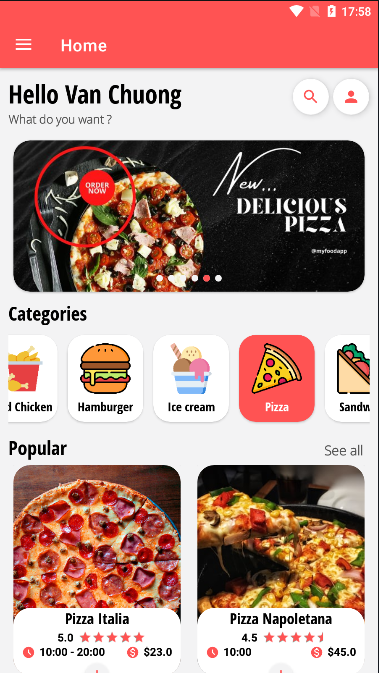 17:58
Home
Hello Van Chuong
What do you want ?
ORDER
NOW
New...
DELICIOUS
PIZZA
@myfoodapp
Categories
d Chicken
Hamburger
Ice cream
Pizza
Sandw
Popular
See all
Pizza Italia
5.0
10:00 - 20:00
$23.0
Pizza Napoletana
4.5
10:00
$45.0